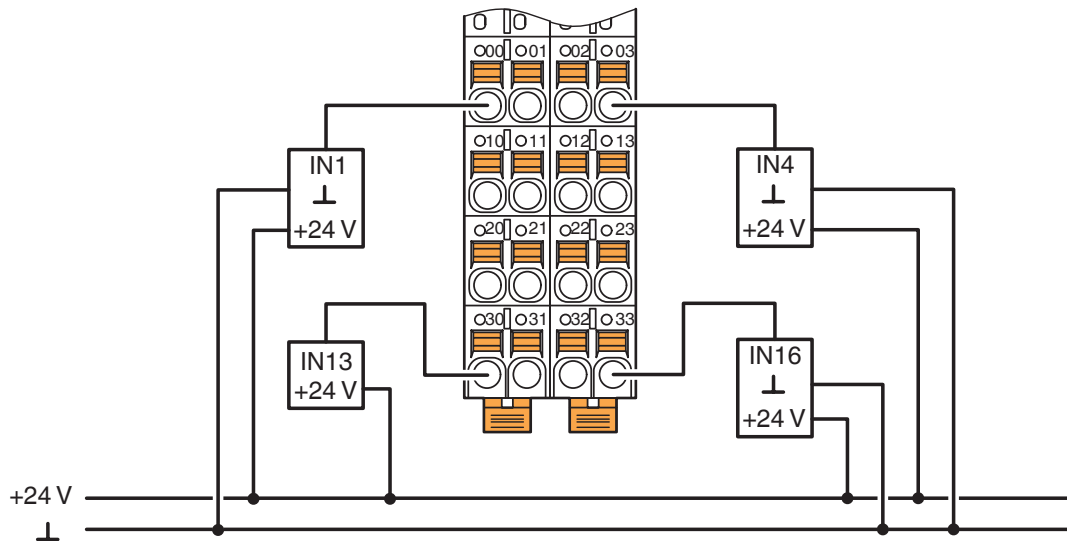 00 01 02 03
IN1
⊥
+24 V
IN4
⊥
+24 V
10 11 12 13
20 21 22 23
30 31 32 33
IN13
+24 V
IN16
⊥
+24 V
+24 V
⊥